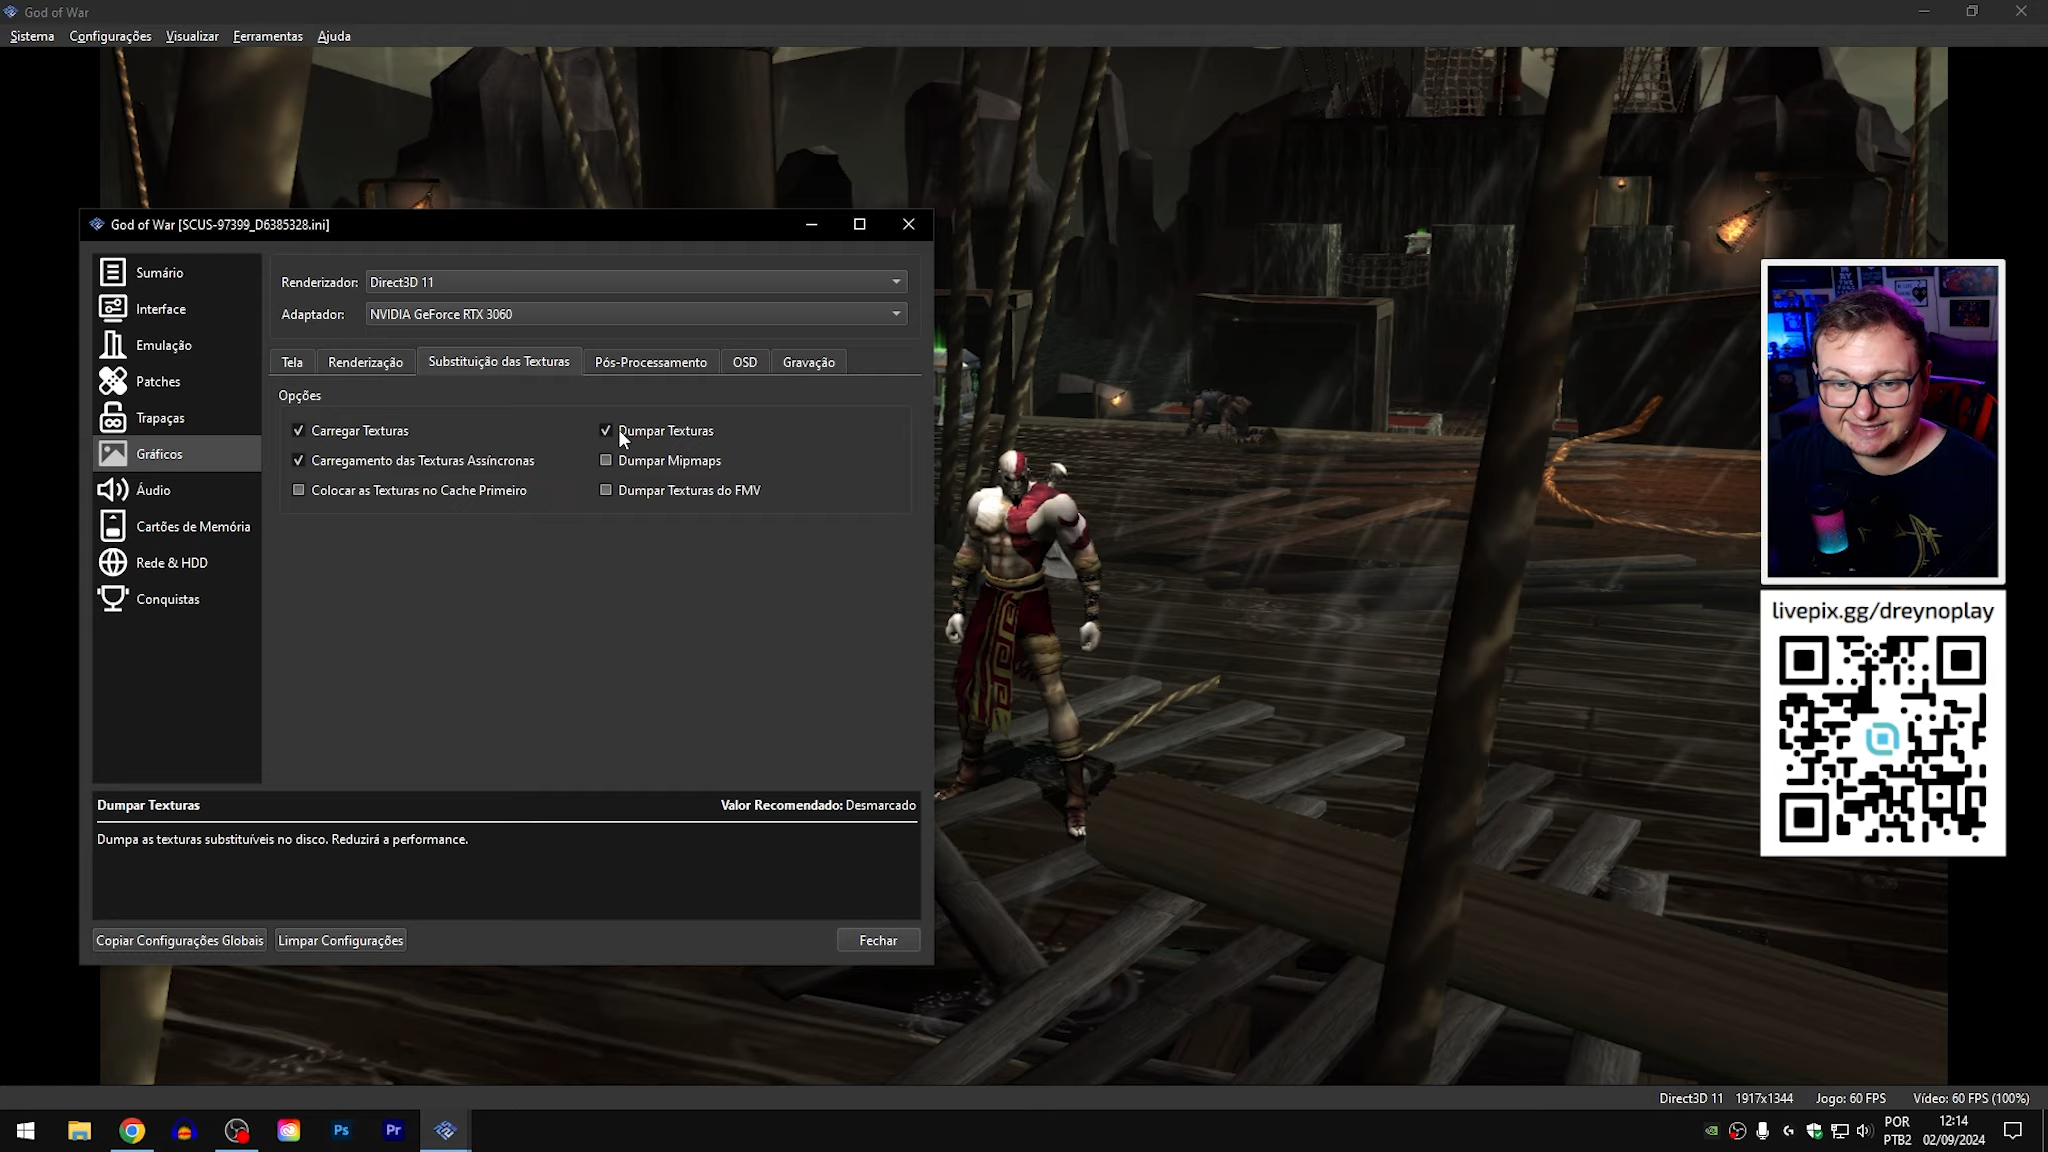 God of War
Sistema Configurações Visualizar Ferramentas Ajuda
God of War [SCUS-97399_D6385328.ini]
Sumário
Interface
Emulação
Patches
Trapaças
Gráficos
Áudio
Cartões de Memória
Rede & HDD
Conquistas
Renderizador: Direct3D 11
Adaptador: NVIDIA GeForce RTX 3060
Tela Renderização Substituição das Texturas Pós-Processamento OSD Gravação
Opções
Carregar Texturas Dumpar Texturas
Carregamento das Texturas Assíncronas Dumpar Mipmaps
Colocar as Texturas no Cache Primeiro Dumpar Texturas do FMV
Dumpar Texturas Valor Recomendado: Desmarcado
Dumpa as texturas substituíveis no disco. Reduzirá a performance.
Copiar Configurações Globais Limpar Configurações Fechar
livepix.gg/dreynoplay
Direct3D 11 1917x1344 Jogo: 60 FPS Vídeo: 60 FPS (100%)
Ps Pr
POR
PTB2
12:14
02/09/2024